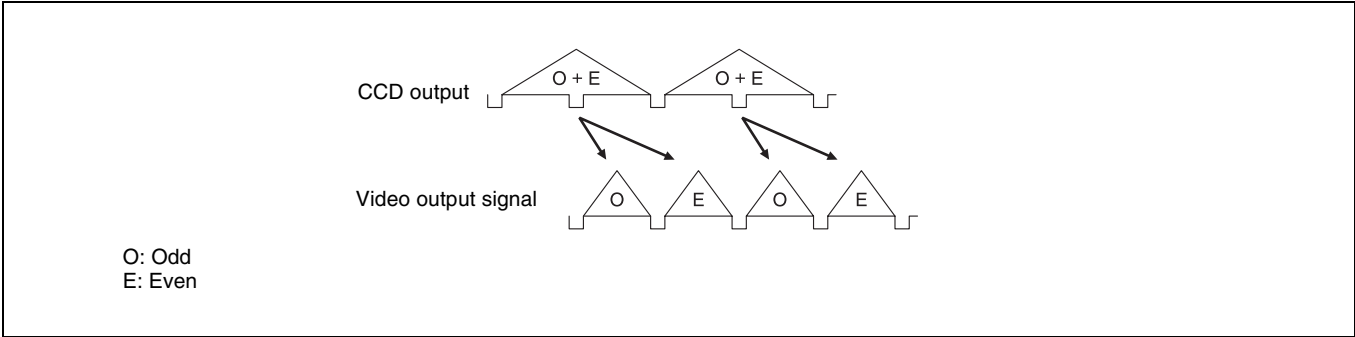 CCD output
O + E
O + E
Video output signal
O
E
O
E
O: Odd
E: Even